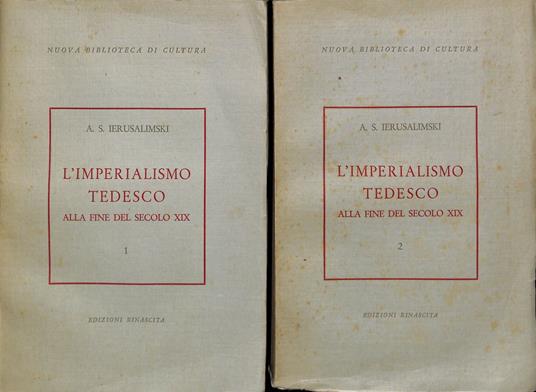 NUOVA BIBLIOTECA DI CULTURA
A. S. IERUSALIMSKI
L'IMPERIALISMO
TEDESCO
ALLA FINE DEL SECOLO XIX
1
EDIZIONI RINASCITA
NUOVA BIBLIOTECA DI CULTURA
A. S. IERUSALIMSKI
L'IMPERIALISMO
TEDESCO
ALLA FINE DEL SECOLO XIX
2
EDIZIONI RINASCITA